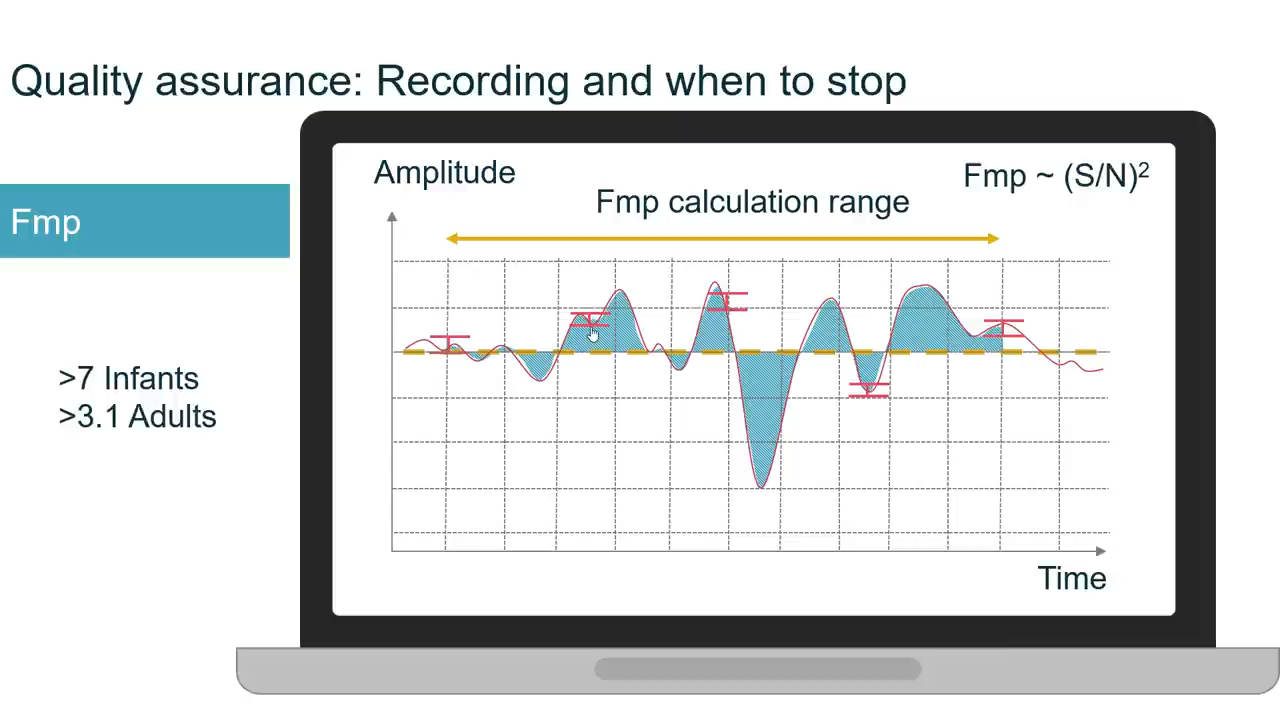 Quality assurance: Recording and when to stop
Fmp
>7 Infants
>3.1 Adults
Amplitude
Fmp ~ (S/N)²
Fmp calculation range
Time